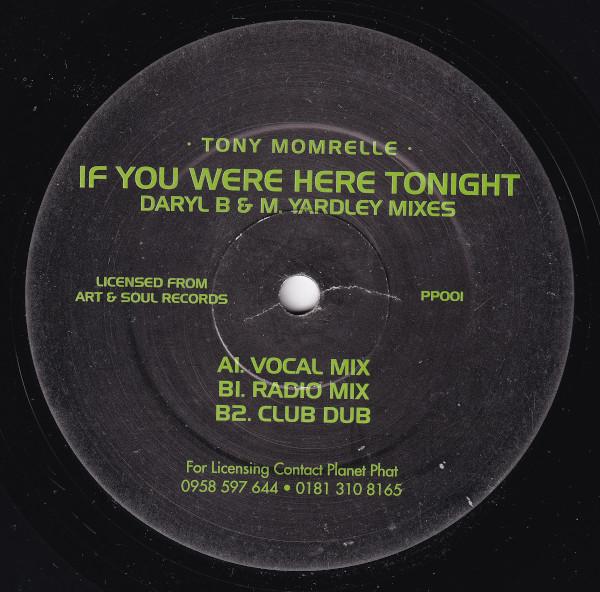 · TONY MOMRELLE ·
IF YOU WERE HERE TONIGHT
DARYL B & M. YARDLEY MIXES
LICENSED FROM
ART & SOUL RECORDS
PP001
A1. VOCAL MIX
B1. RADIO MIX
B2. CLUB DUB
For Licensing Contact Planet Phat
0958 597 644 • 0181 310 8165